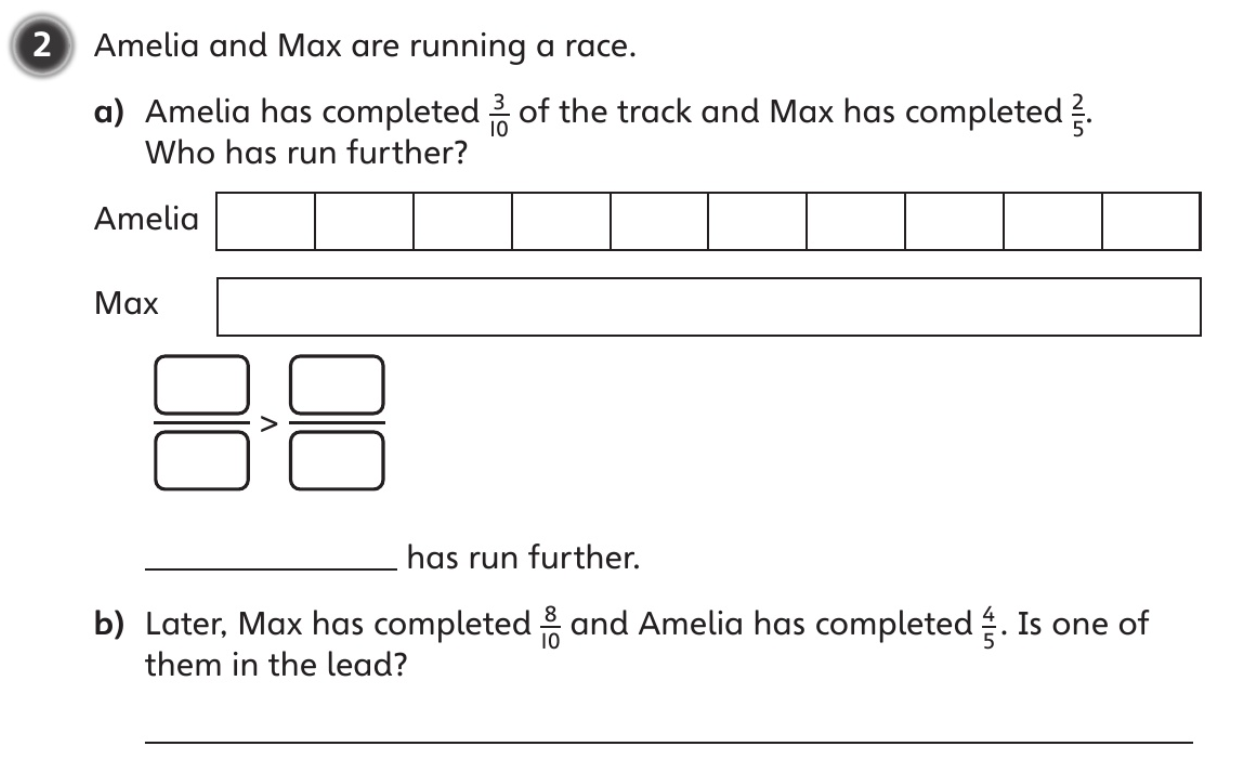 2 Amelia and Max are running a race.
a) Amelia has completed 3/10 of the track and Max has completed 2/5.
Who has run further?
Amelia
Max
>
has run further.
b) Later, Max has completed 8/10 and Amelia has completed 4/5. Is one of
them in the lead?